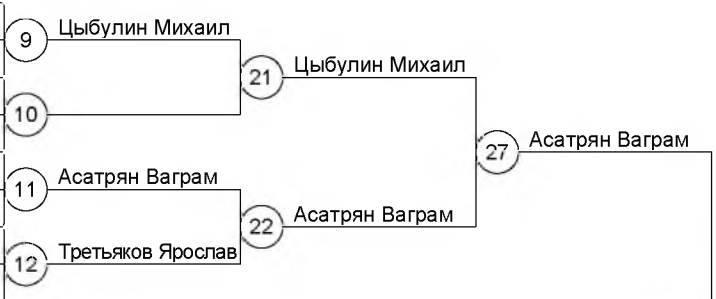 9 Цыбулин Михаил
21 Цыбулин Михаил
10
27 Асатрян Ваграм
11 Асатрян Ваграм
22 Асатрян Ваграм
12 Третьяков Ярослав